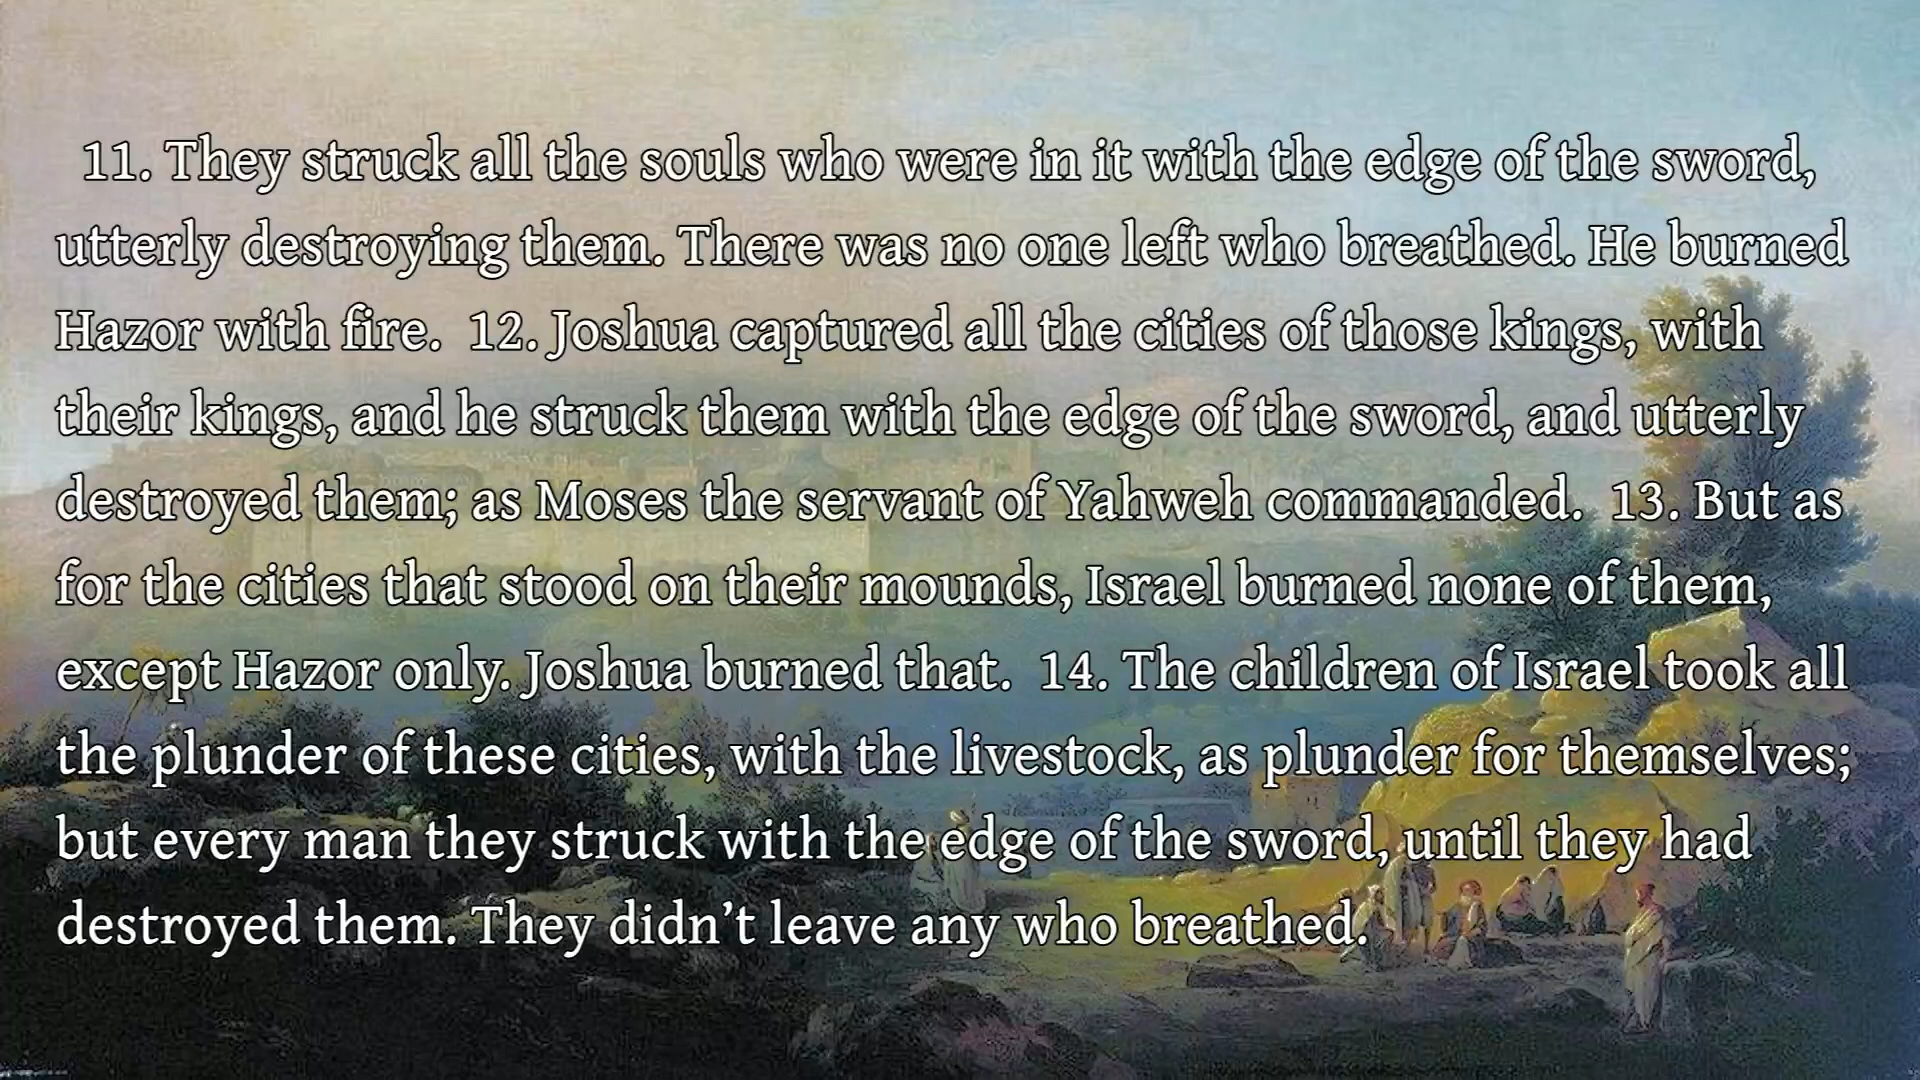 11. They struck all the souls who were in it with the edge of the sword,
utterly destroying them. There was no one left who breathed. He burned
Hazor with fire.  12. Joshua captured all the cities of those kings, with
their kings, and he struck them with the edge of the sword, and utterly
destroyed them; as Moses the servant of Yahweh commanded.  13. But as
for the cities that stood on their mounds, Israel burned none of them,
except Hazor only. Joshua burned that.  14. The children of Israel took all
the plunder of these cities, with the livestock, as plunder for themselves;
but every man they struck with the edge of the sword, until they had
destroyed them. They didn’t leave any who breathed.